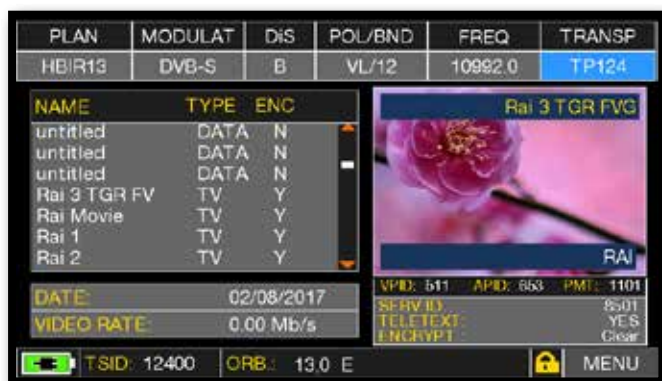 PLAN MODULAT DiS POL/BND FREQ TRANSP
HBIR13 DVB-S B VL/12 10992.0 TP124
NAME TYPE ENC
untitled DATA N
untitled DATA N
untitled DATA N
Rai 3 TGR FV TV Y
Rai Movie TV Y
Rai 1 TV Y
Rai 2 TV Y
Rai 3 TGR FVG
RAI
VPID: 511 APID: 653 PMT: 1101
SERV.ID: 8501
TELETEXT: YES
ENCRYPT: Clear
DATE: 02/08/2017
VIDEO RATE: 0.00 Mb/s
TSID: 12400 ORB.: 13.0 E MENU